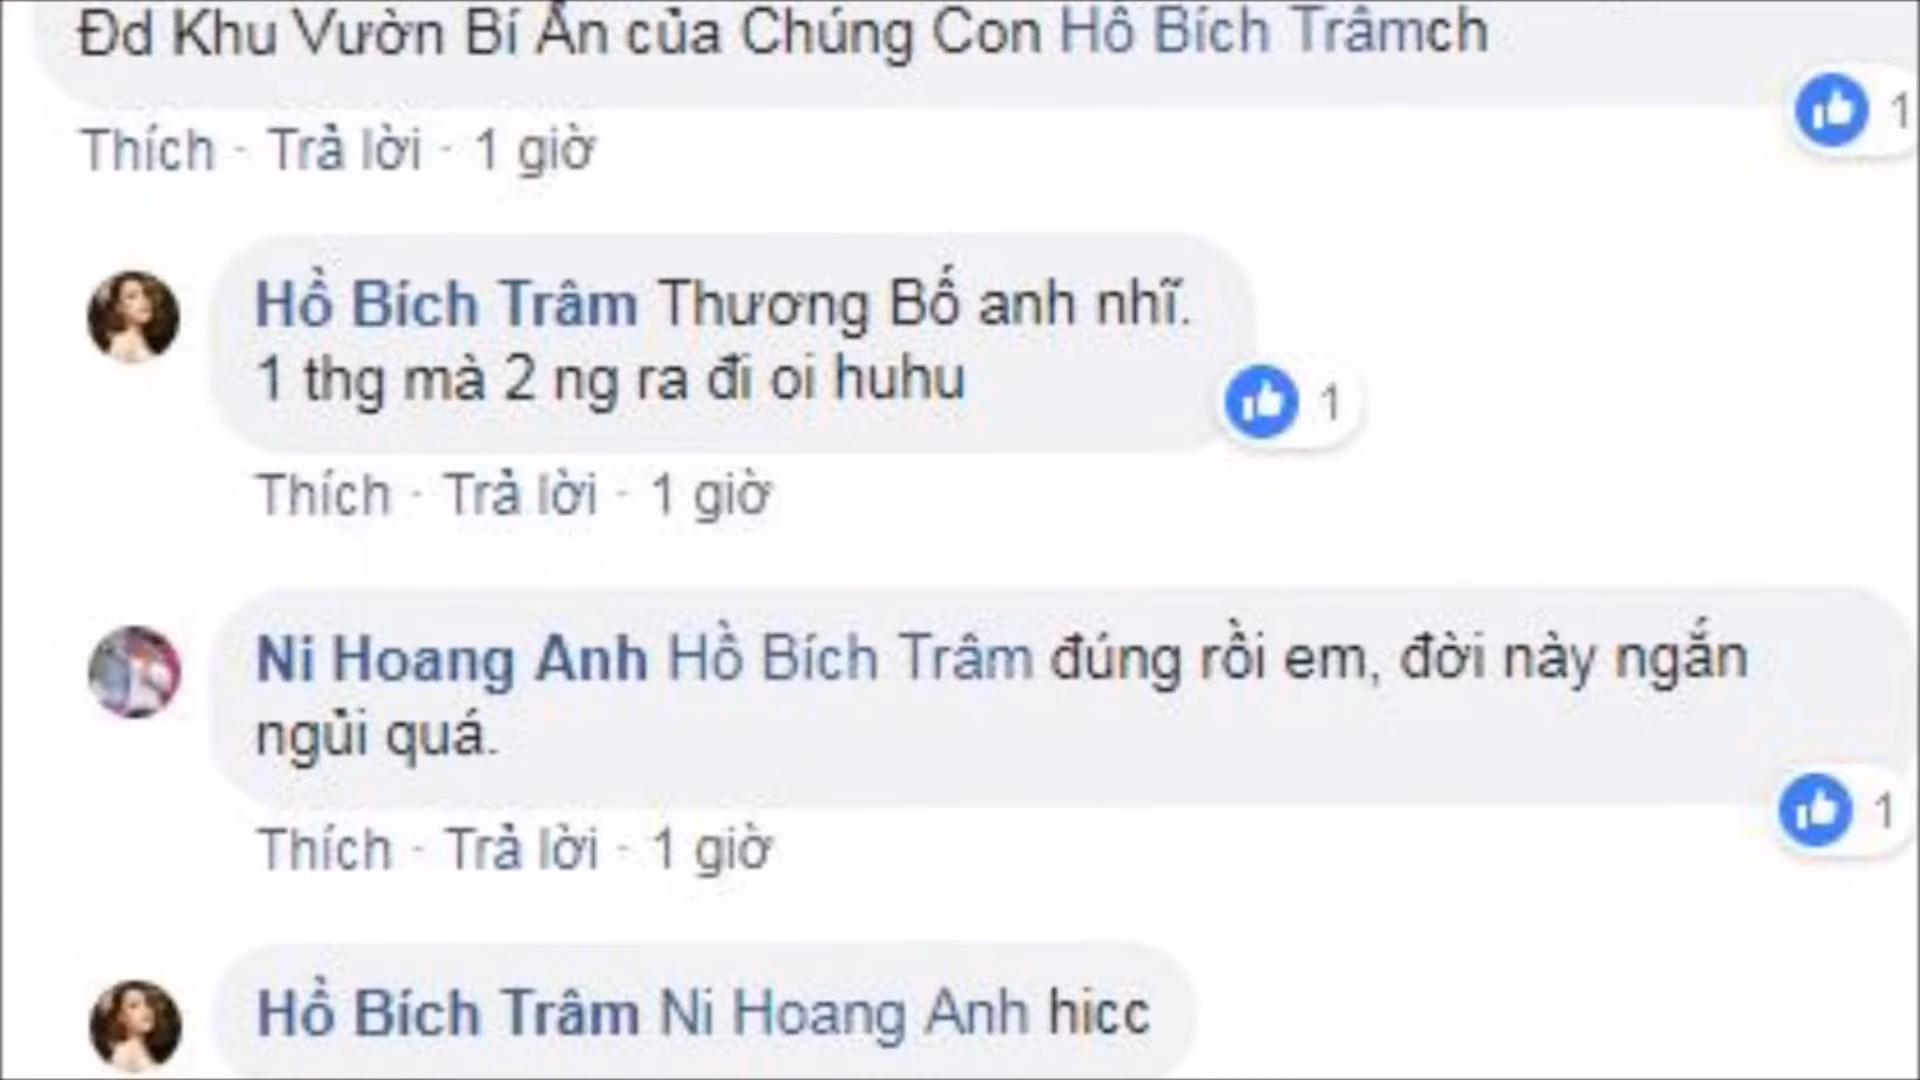 Đd Khu Vườn Bí Ẩn của Chúng Con Hồ Bích Trâmch
1
Thích · Trả lời · 1 giờ
Hồ Bích Trâm Thương Bố anh nhĩ.
1 thg mà 2 ng ra đi oi huhu
1
Thích · Trả lời · 1 giờ
Ni Hoang Anh Hồ Bích Trâm đúng rồi em, đời này ngắn
ngủi quá.
1
Thích · Trả lời · 1 giờ
Hồ Bích Trâm Ni Hoang Anh hicc